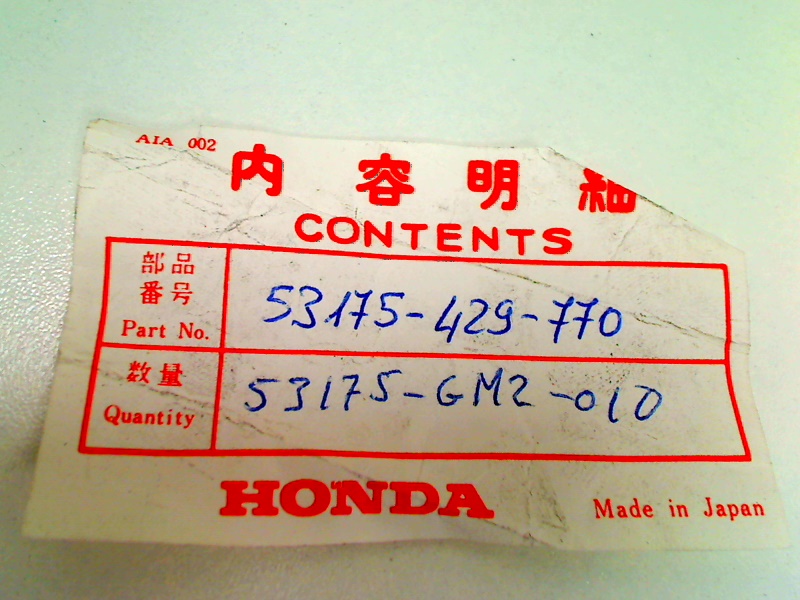 AIA 002
内容明細
CONTENTS
部品
番号
Part No.
53175-429-770
数量
Quantity
53175-GM2-010
HONDA
Made in Japan